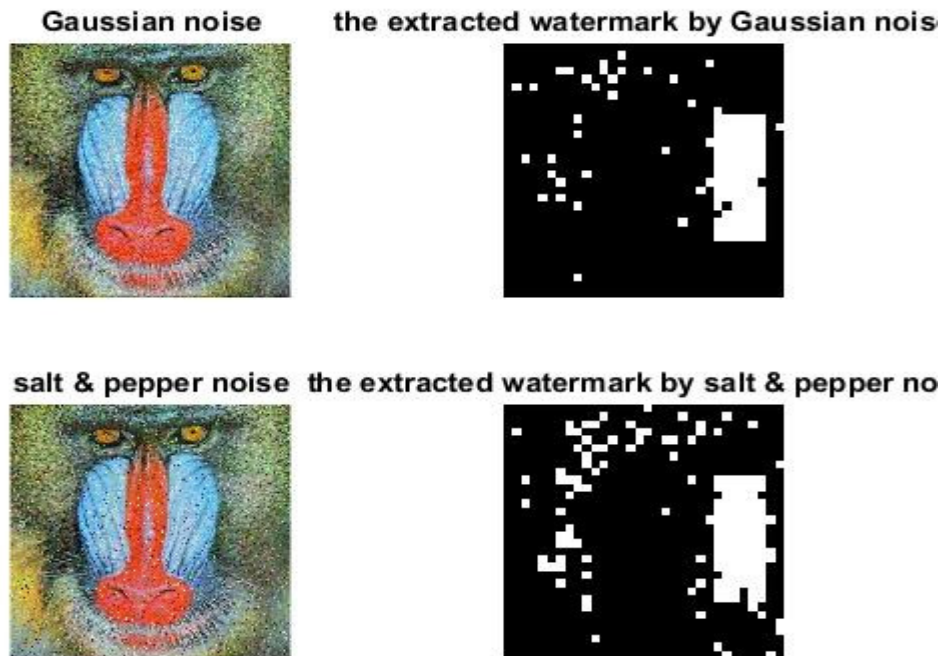 Gaussian noise
the extracted watermark by Gaussian nois
salt & pepper noise
the extracted watermark by salt & pepper no